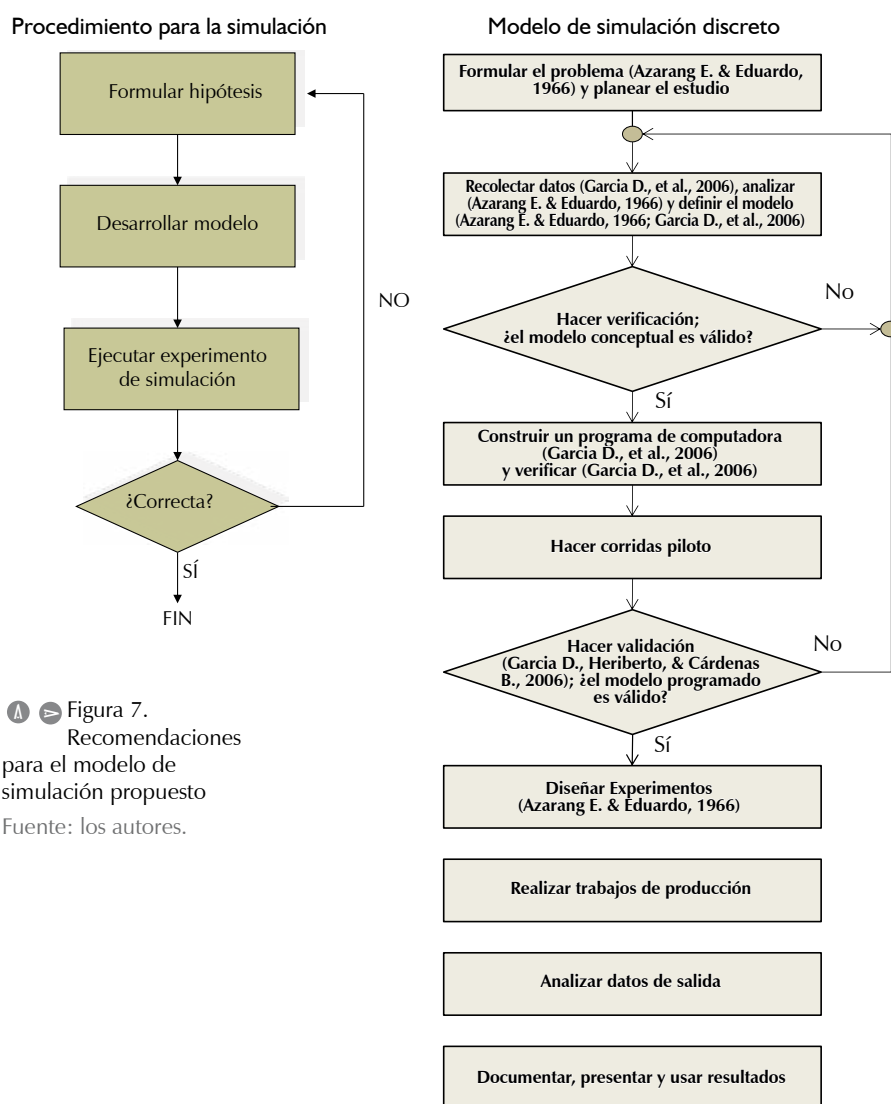 Procedimiento para la simulación
Formular hipótesis
Desarrollar modelo
NO
Ejecutar experimento
de simulación
¿Correcta?
SÍ
FIN
Figura 7.
Recomendaciones
para el modelo de
simulación propuesto
Fuente: los autores.
Modelo de simulación discreto
Formular el problema (Azarang E. & Eduardo,
1966) y planear el estudio
Recolectar datos (Garcia D., et al., 2006), analizar
(Azarang E. & Eduardo, 1966) y definir el modelo
(Azarang E. & Eduardo, 1966; Garcia D., et al., 2006)
No
Hacer verificación;
¿el modelo conceptual es válido?
Sí
Construir un programa de computadora
(Garcia D., et al., 2006)
y verificar (Garcia D., et al., 2006)
Hacer corridas piloto
No
Hacer validación
(Garcia D., Heriberto, & Cárdenas
B., 2006); ¿el modelo programado
es válido?
Sí
Diseñar Experimentos
(Azarang E. & Eduardo, 1966)
Realizar trabajos de producción
Analizar datos de salida
Documentar, presentar y usar resultados